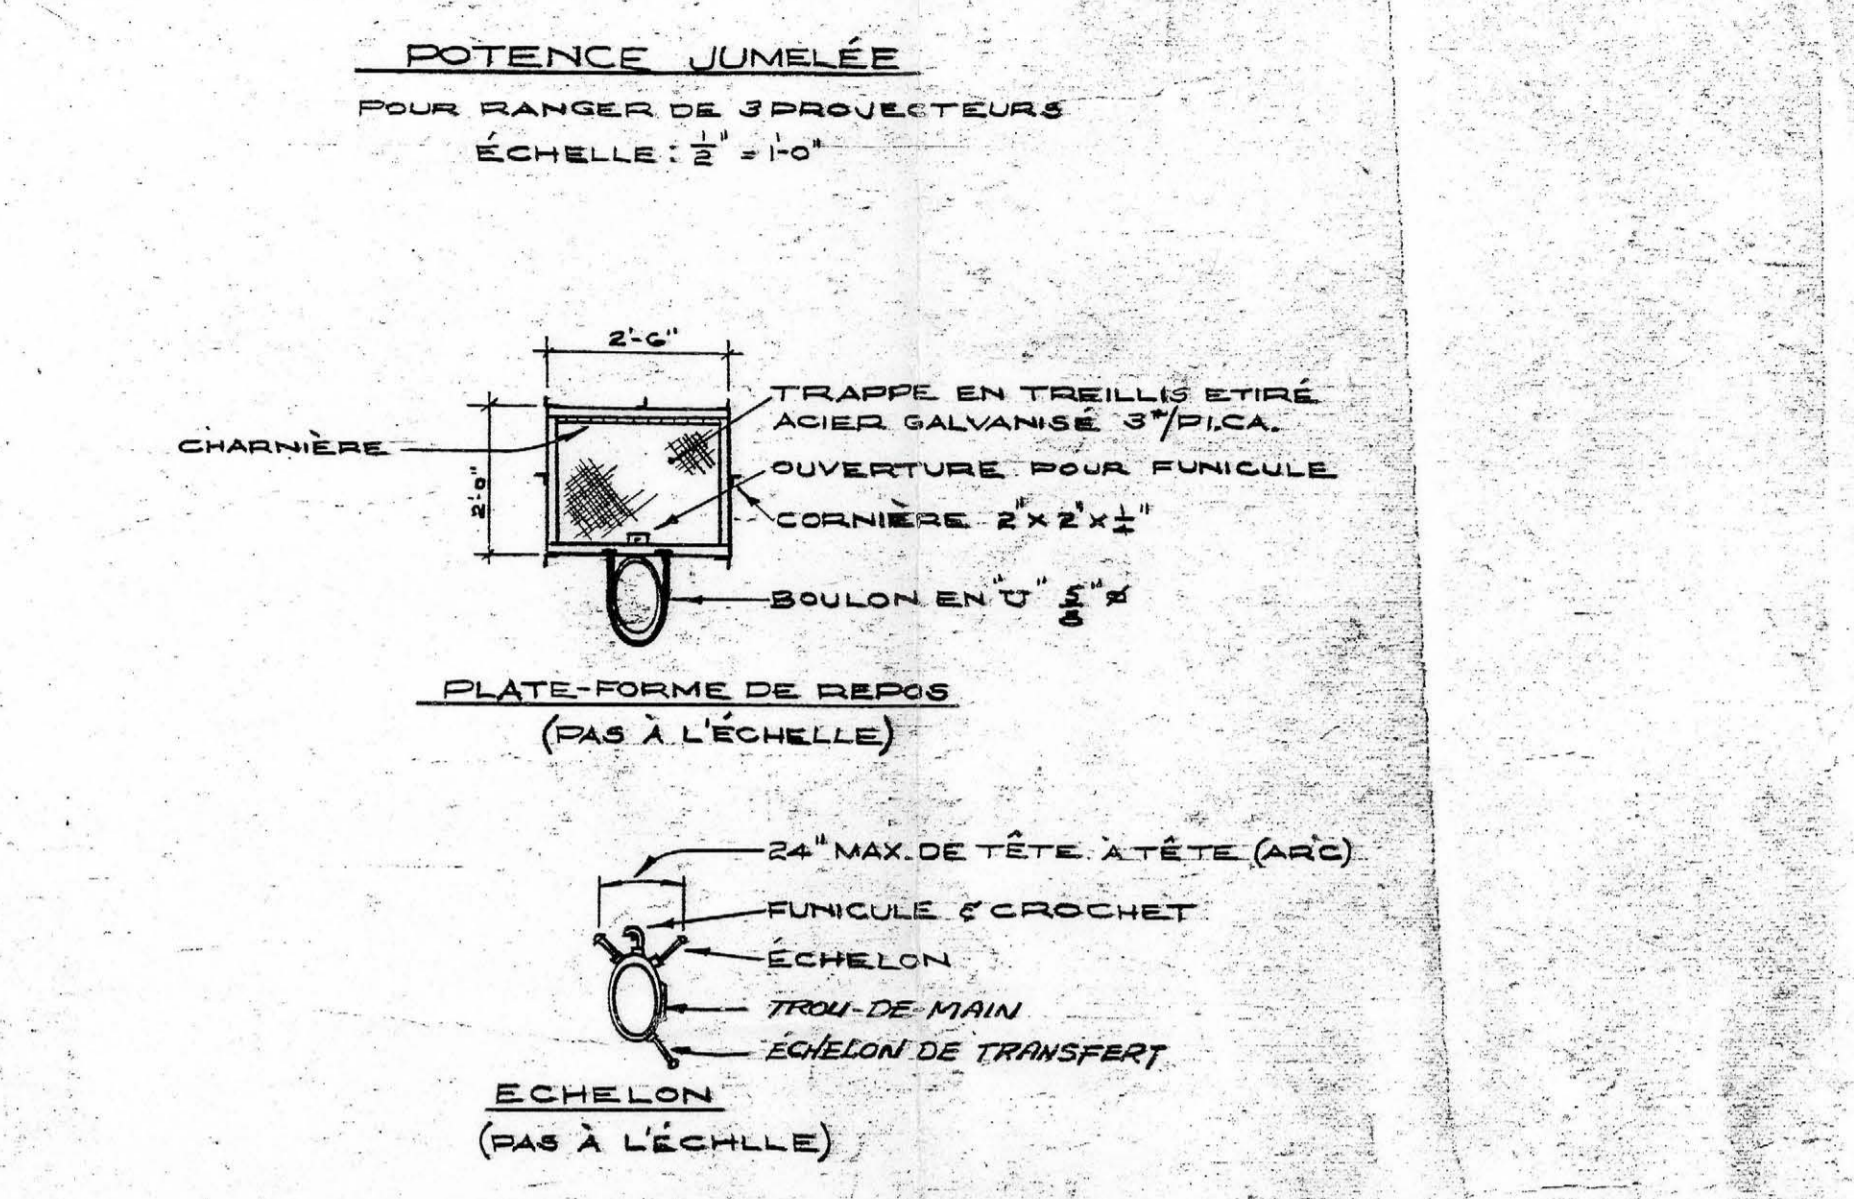 POTENCE JUMELÉE
POUR RANGER DE 3 PROJECTEURS
ÉCHELLE : 1/2" = 1'-0"
2'-6"
TRAPPE EN TREILLIS ETIRÉ
ACIER GALVANISÉ 3#/PI.CA.
CHARNIÈRE
OUVERTURE POUR FUNICULE
2'-0"
CORNIÈRE 2" X 2" X 1/4"
BOULON EN "U" 5/8" ø
PLATE-FORME DE REPOS
(PAS À L'ÉCHELLE)
24" MAX. DE TÊTE À TÊTE (ARC)
FUNICULE & CROCHET
ÉCHELON
TROU-DE-MAIN
ÉCHELON DE TRANSFERT
ECHELON
(PAS À L'ÉCHLLE)